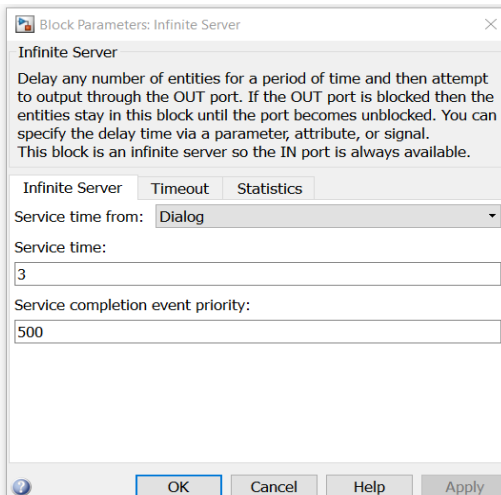 Block Parameters: Infinite Server
Infinite Server
Delay any number of entities for a period of time and then attempt
to output through the OUT port. If the OUT port is blocked then the
entities stay in this block until the port becomes unblocked. You can
specify the delay time via a parameter, attribute, or signal.
This block is an infinite server so the IN port is always available.
Infinite Server Timeout Statistics
Service time from: Dialog
Service time:
3
Service completion event priority:
500
OK Cancel Help Apply